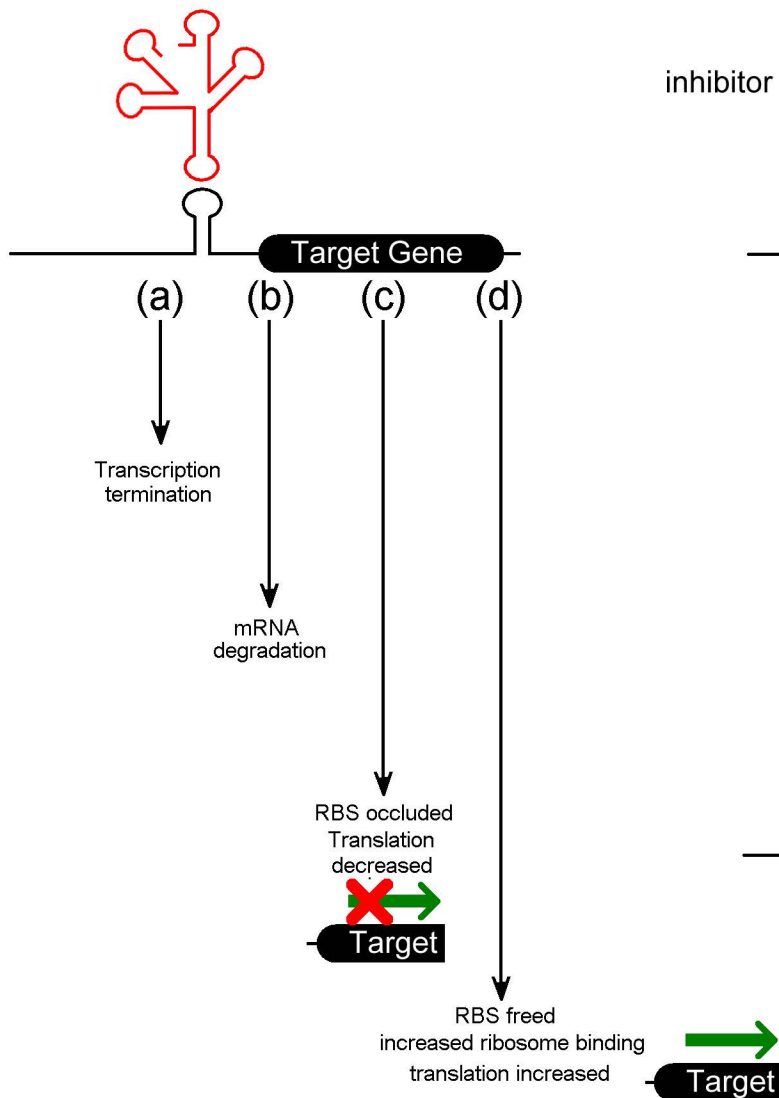 inhibitor
Target Gene
(a) (b) (c) (d)
Transcription
termination
mRNA
degradation
RBS occluded
Translation
decreased
Target
RBS freed
increased ribosome binding
translation increased
Target